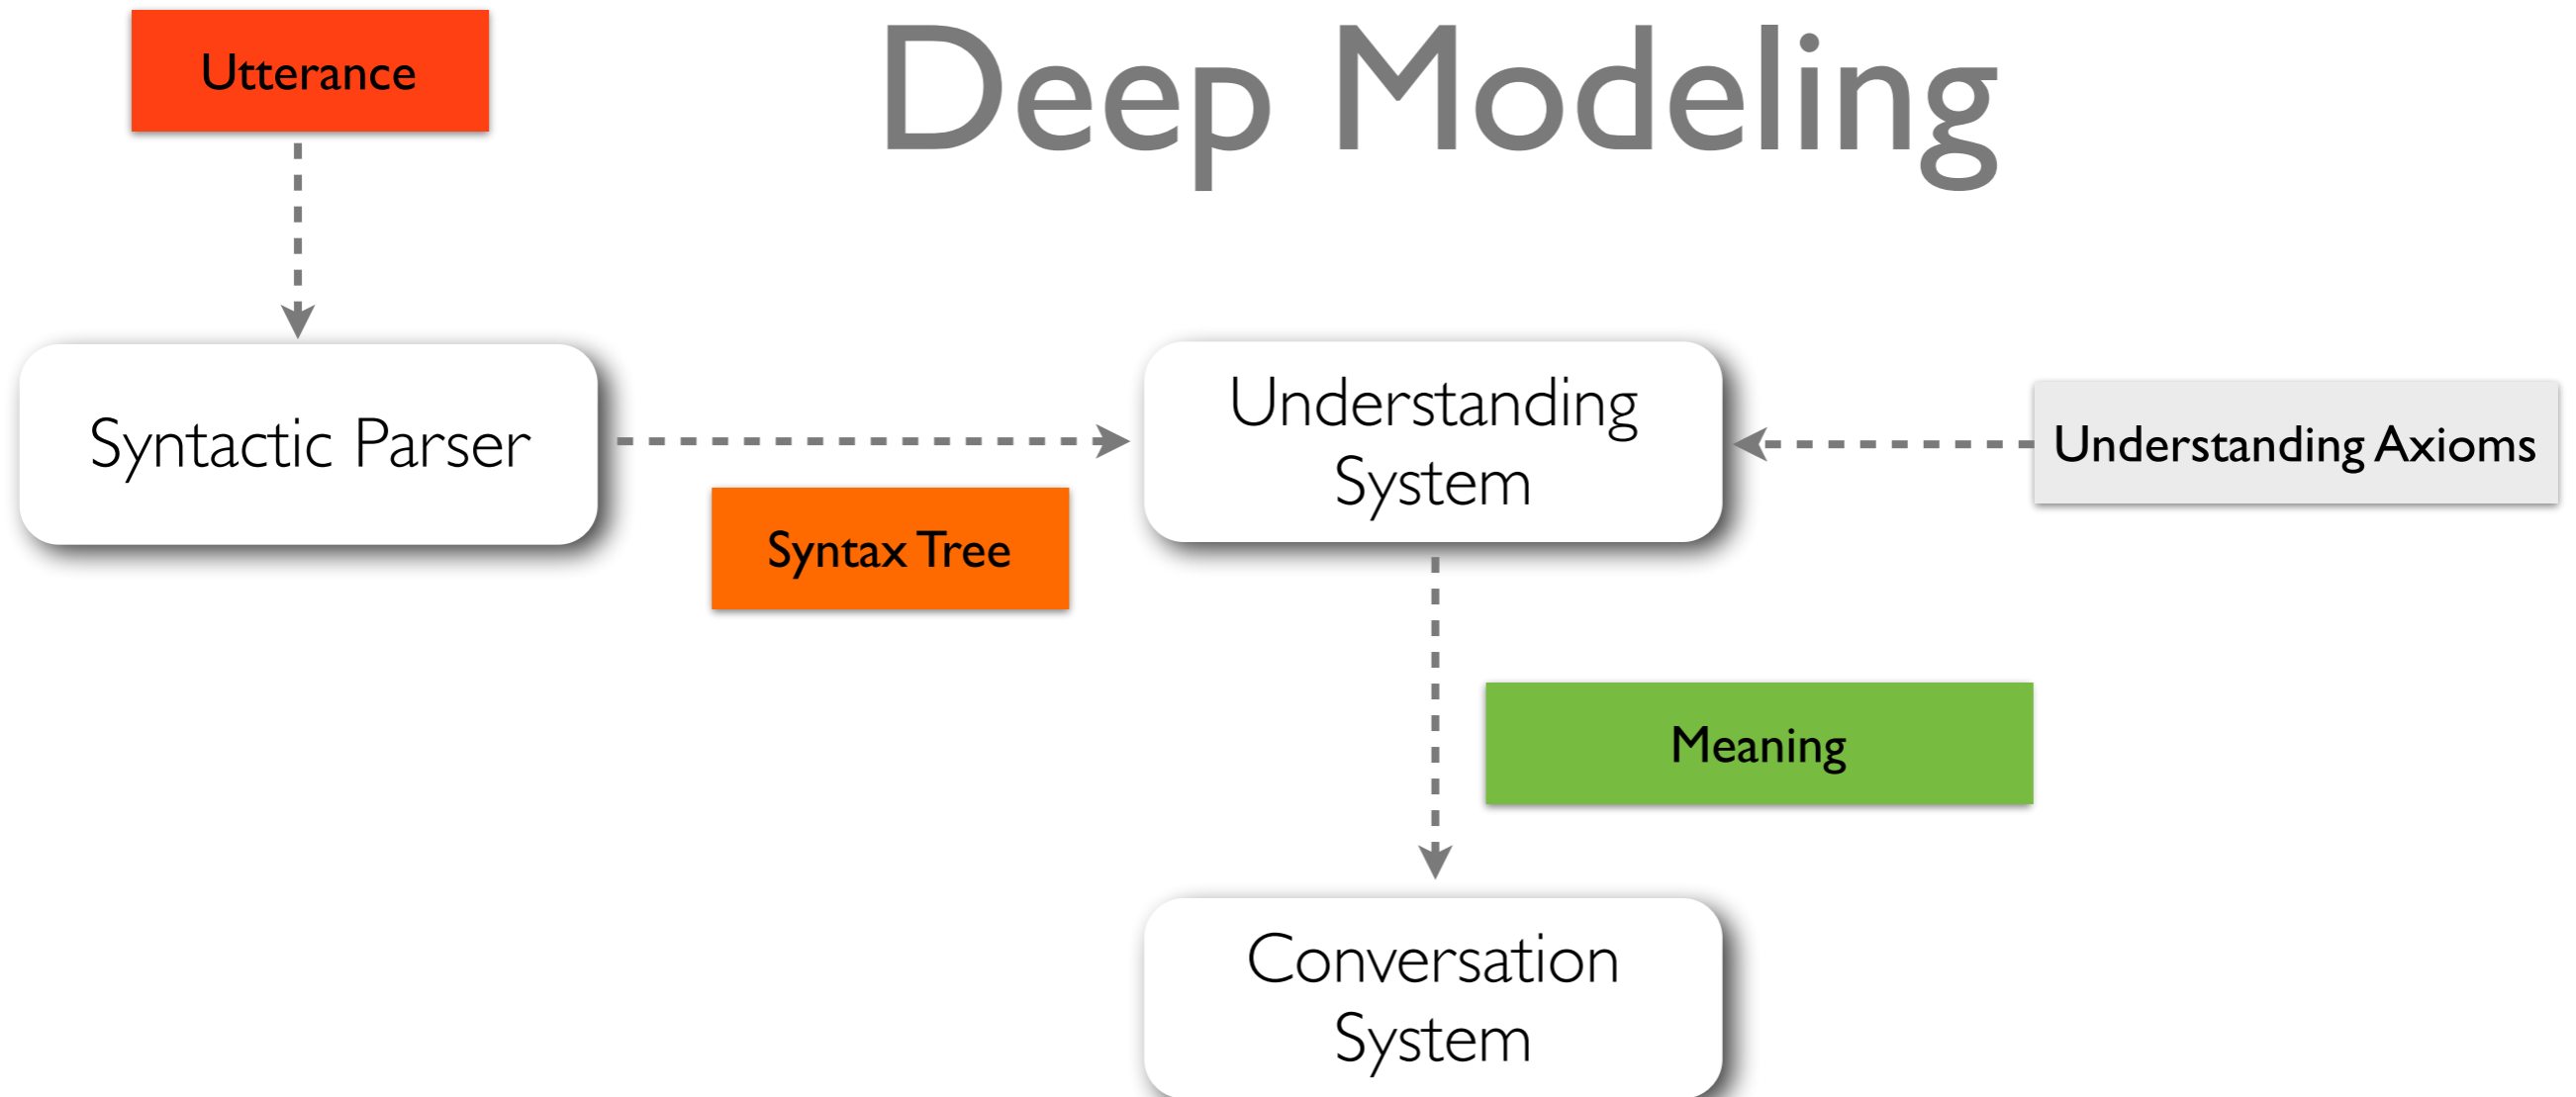 Deep Modeling
Utterance
Syntactic Parser
Syntax Tree
Understanding
System
Understanding Axioms
Meaning
Conversation
System